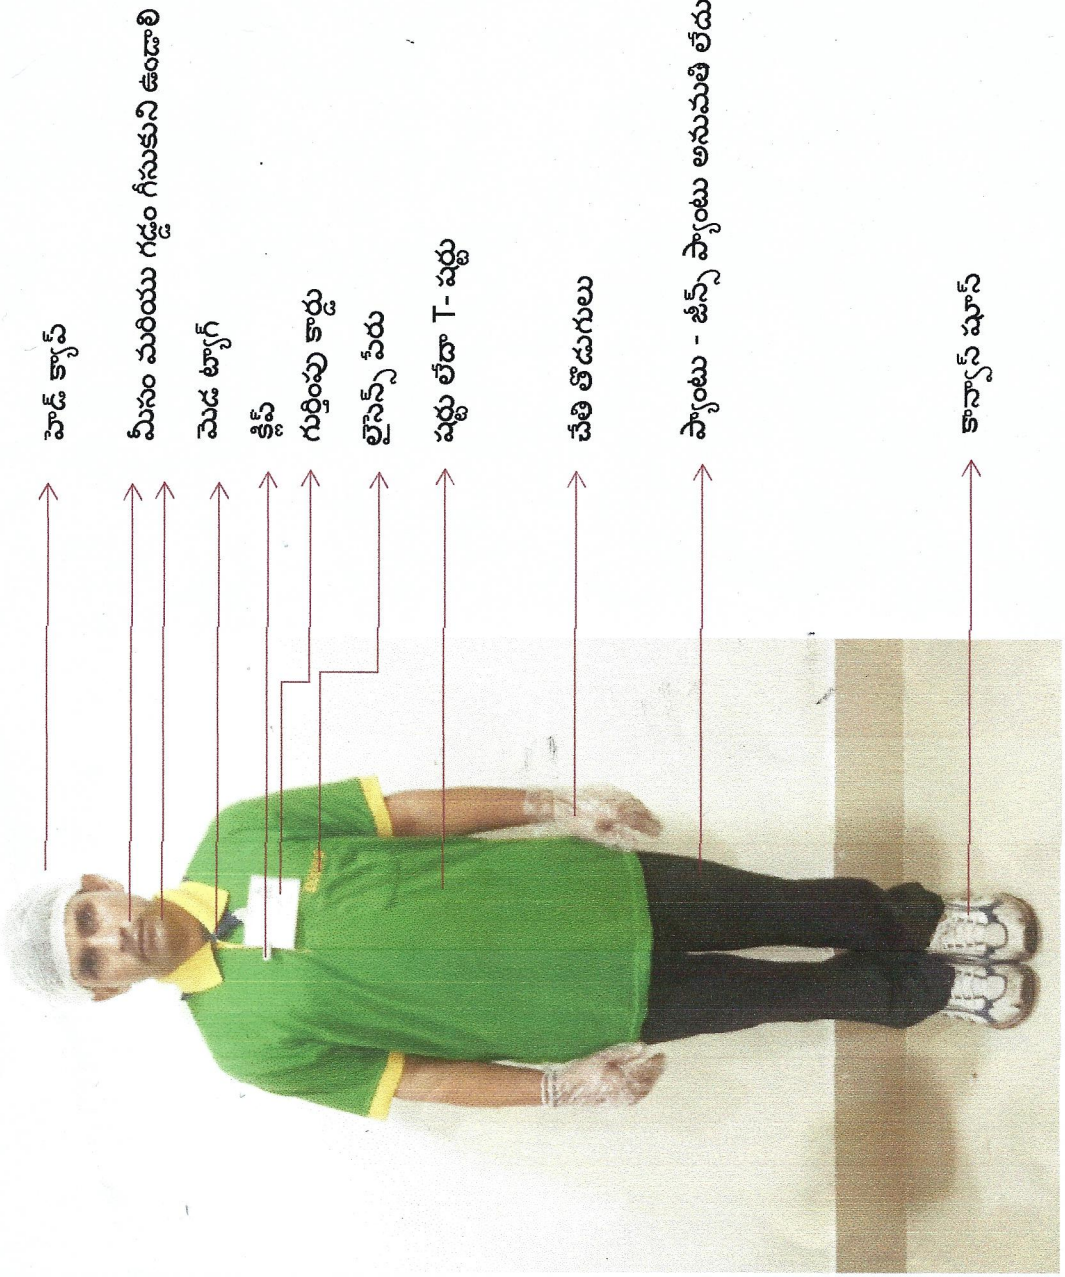 హెడ్ క్యాప్
మీసం మరియు గడ్డం గీసుకుని ఉండాలి
మెడ ట్యాగ్
క్లిప్
గుర్తింపు కార్డు
లైసెన్స్ పేరు
షర్టు లేదా T- షర్టు
చేతి తొడుగులు
ప్యాంటు - జీన్స్ ప్యాంటు అనుమతి లేదు
కాన్వాస్ షూస్